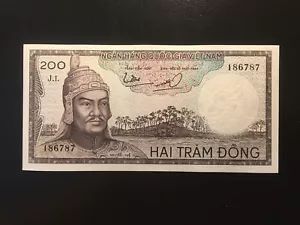 NGÂN-HÀNG QUỐC-GIA VIỆT-NAM
200
J.1.
186787
186787
HAI TRĂM ĐỒNG